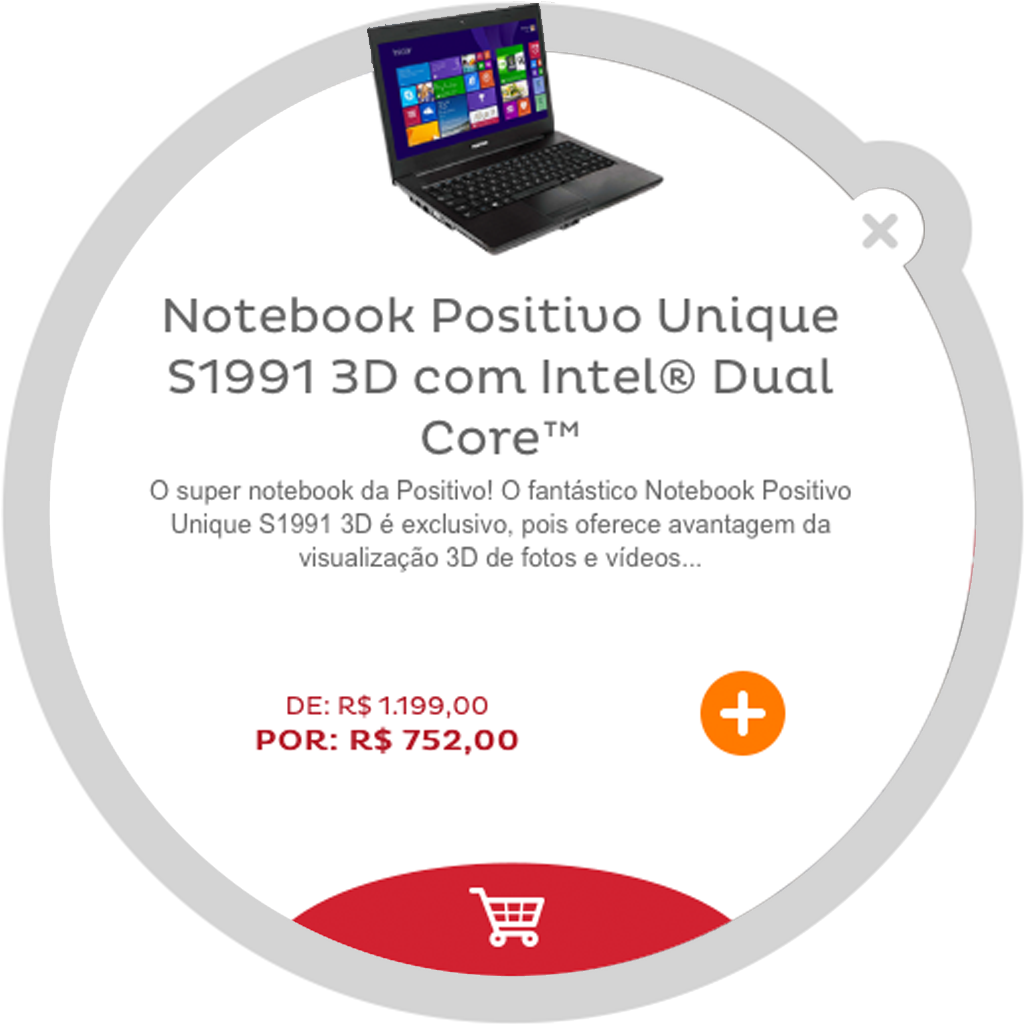 Iniciar
Notebook Positivo Unique
S1991 3D com Intel® Dual
Core™
O super notebook da Positivo! O fantástico Notebook Positivo
Unique S1991 3D é exclusivo, pois oferece avantagem da
visualização 3D de fotos e vídeos...
DE: R$ 1.199,00
POR: R$ 752,00